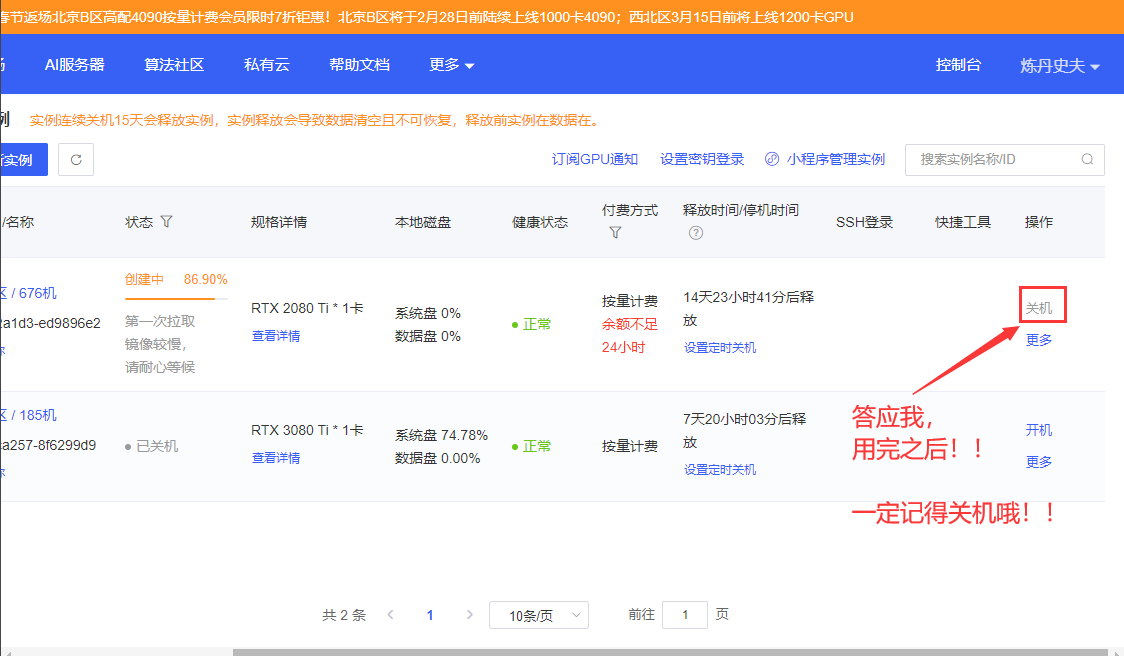 春节返场北京B区高配4090按量计费会员限时7折钜惠！北京B区将于2月28日前陆续上线1000卡4090；西北区3月15日前将上线1200卡GPU
AI服务器 算法社区 私有云 帮助文档 更多 控制台 炼丹史夫
例 实例连续关机15天会释放实例，实例释放会导致数据清空且不可恢复，释放前实例在数据在。
实例 订阅GPU通知 设置密钥登录 小程序管理实例 搜索实例名称/ID
/名称 状态 规格详情 本地磁盘 健康状态 付费方式 释放时间/停机时间 SSH登录 快捷工具 操作
区 / 676机
a1d3-ed9896e2
创建中 86.90%
第一次拉取
镜像较慢，
请耐心等候
RTX 2080 Ti * 1卡
查看详情
系统盘 0%
数据盘 0%
正常
按量计费
余额不足
24小时
14天23小时41分后释
放
设置定时关机
关机
更多
区 / 185机
a257-8f6299d9
已关机
RTX 3080 Ti * 1卡
查看详情
系统盘 74.78%
数据盘 0.00%
正常
按量计费
7天20小时03分后释
放
设置定时关机
开机
更多
答应我，
用完之后！！
一定记得关机哦！！
共 2 条 1 10条/页 前往 1 页